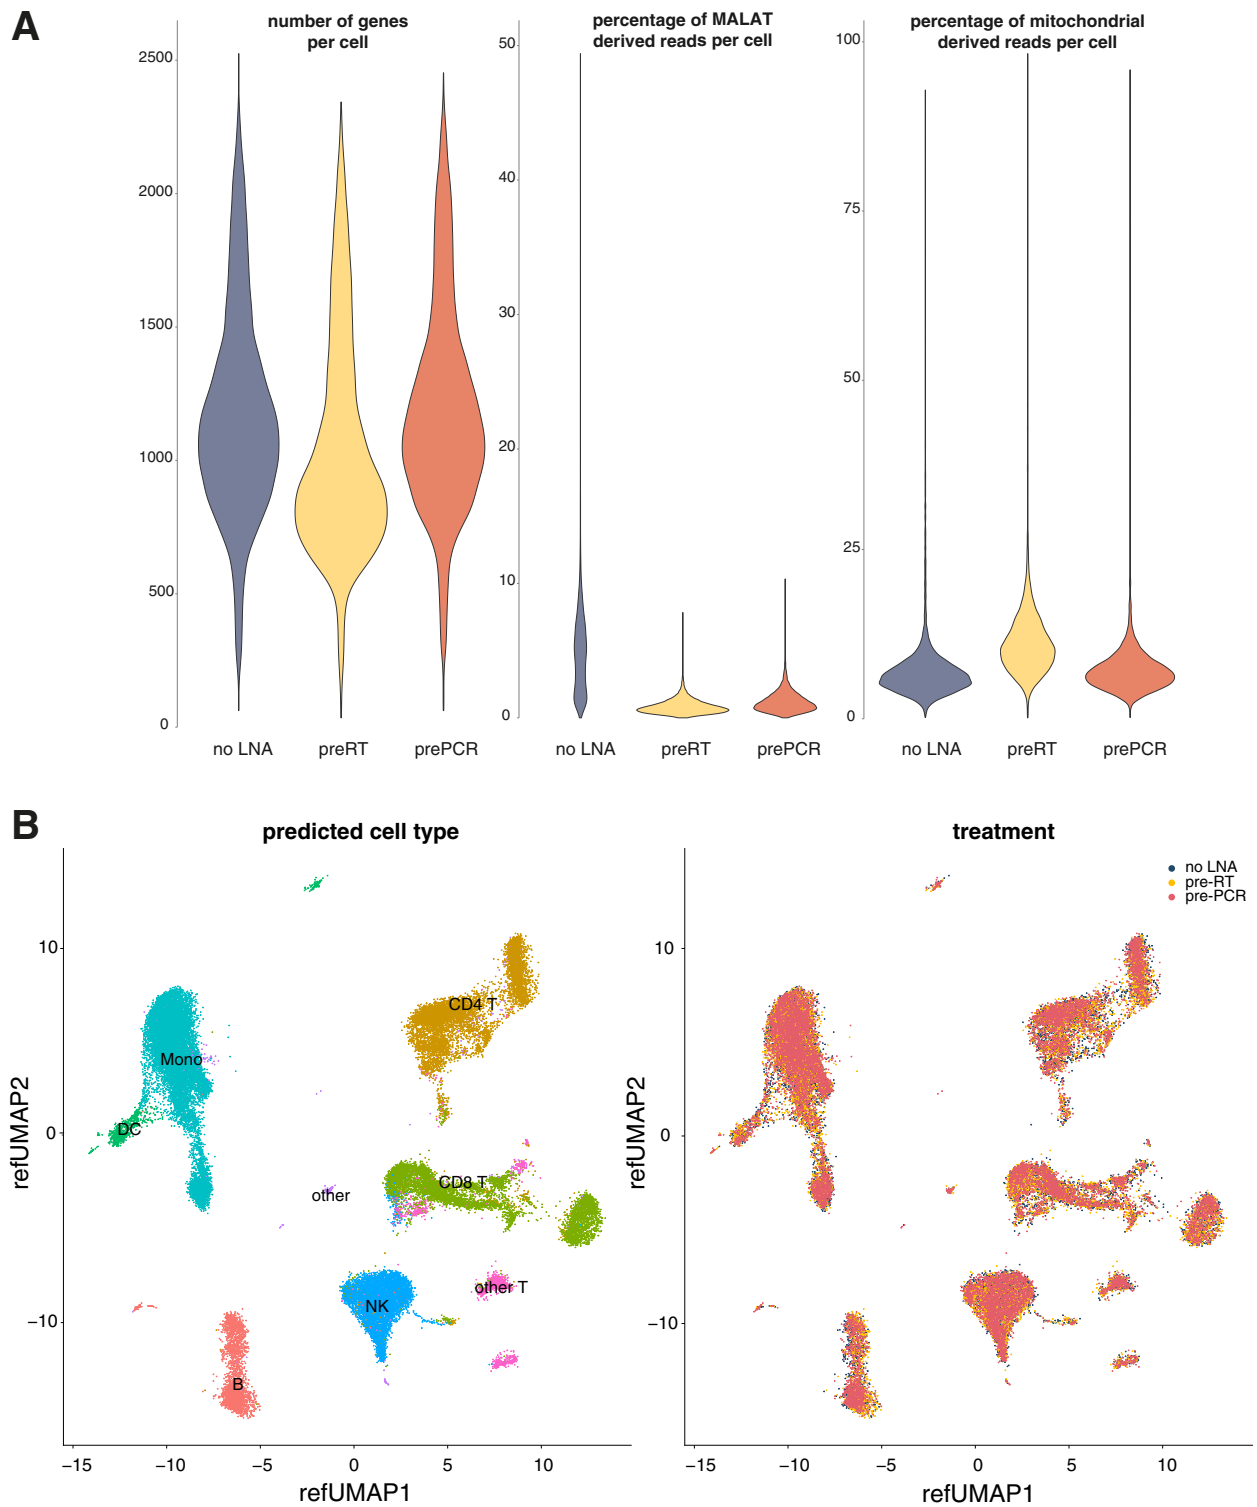 A
number of genes
per cell
percentage of MALAT
derived reads per cell
percentage of mitochondrial
derived reads per cell
2500
2000
1500
1000
500
0
50
40
30
20
10
0
100
75
50
25
0
no LNA
preRT
prePCR
no LNA
preRT
prePCR
no LNA
preRT
prePCR
B
predicted cell type
treatment
no LNA
pre-RT
pre-PCR
refUMAP2
10
0
−10
CD4 T
Mono
DC
CD8 T
other
other T
NK
B
−15
−10
−5
0
5
10
refUMAP1
refUMAP2
10
0
−10
−15
−10
−5
0
5
10
refUMAP1